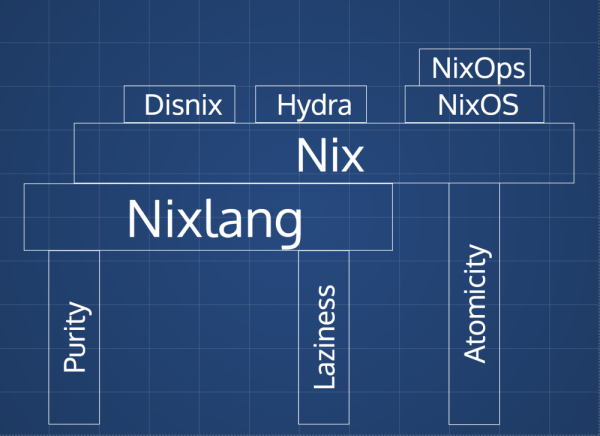 NixOps
Disnix
Hydra
NixOS
Nix
Nixlang
Purity
Laziness
Atomicity